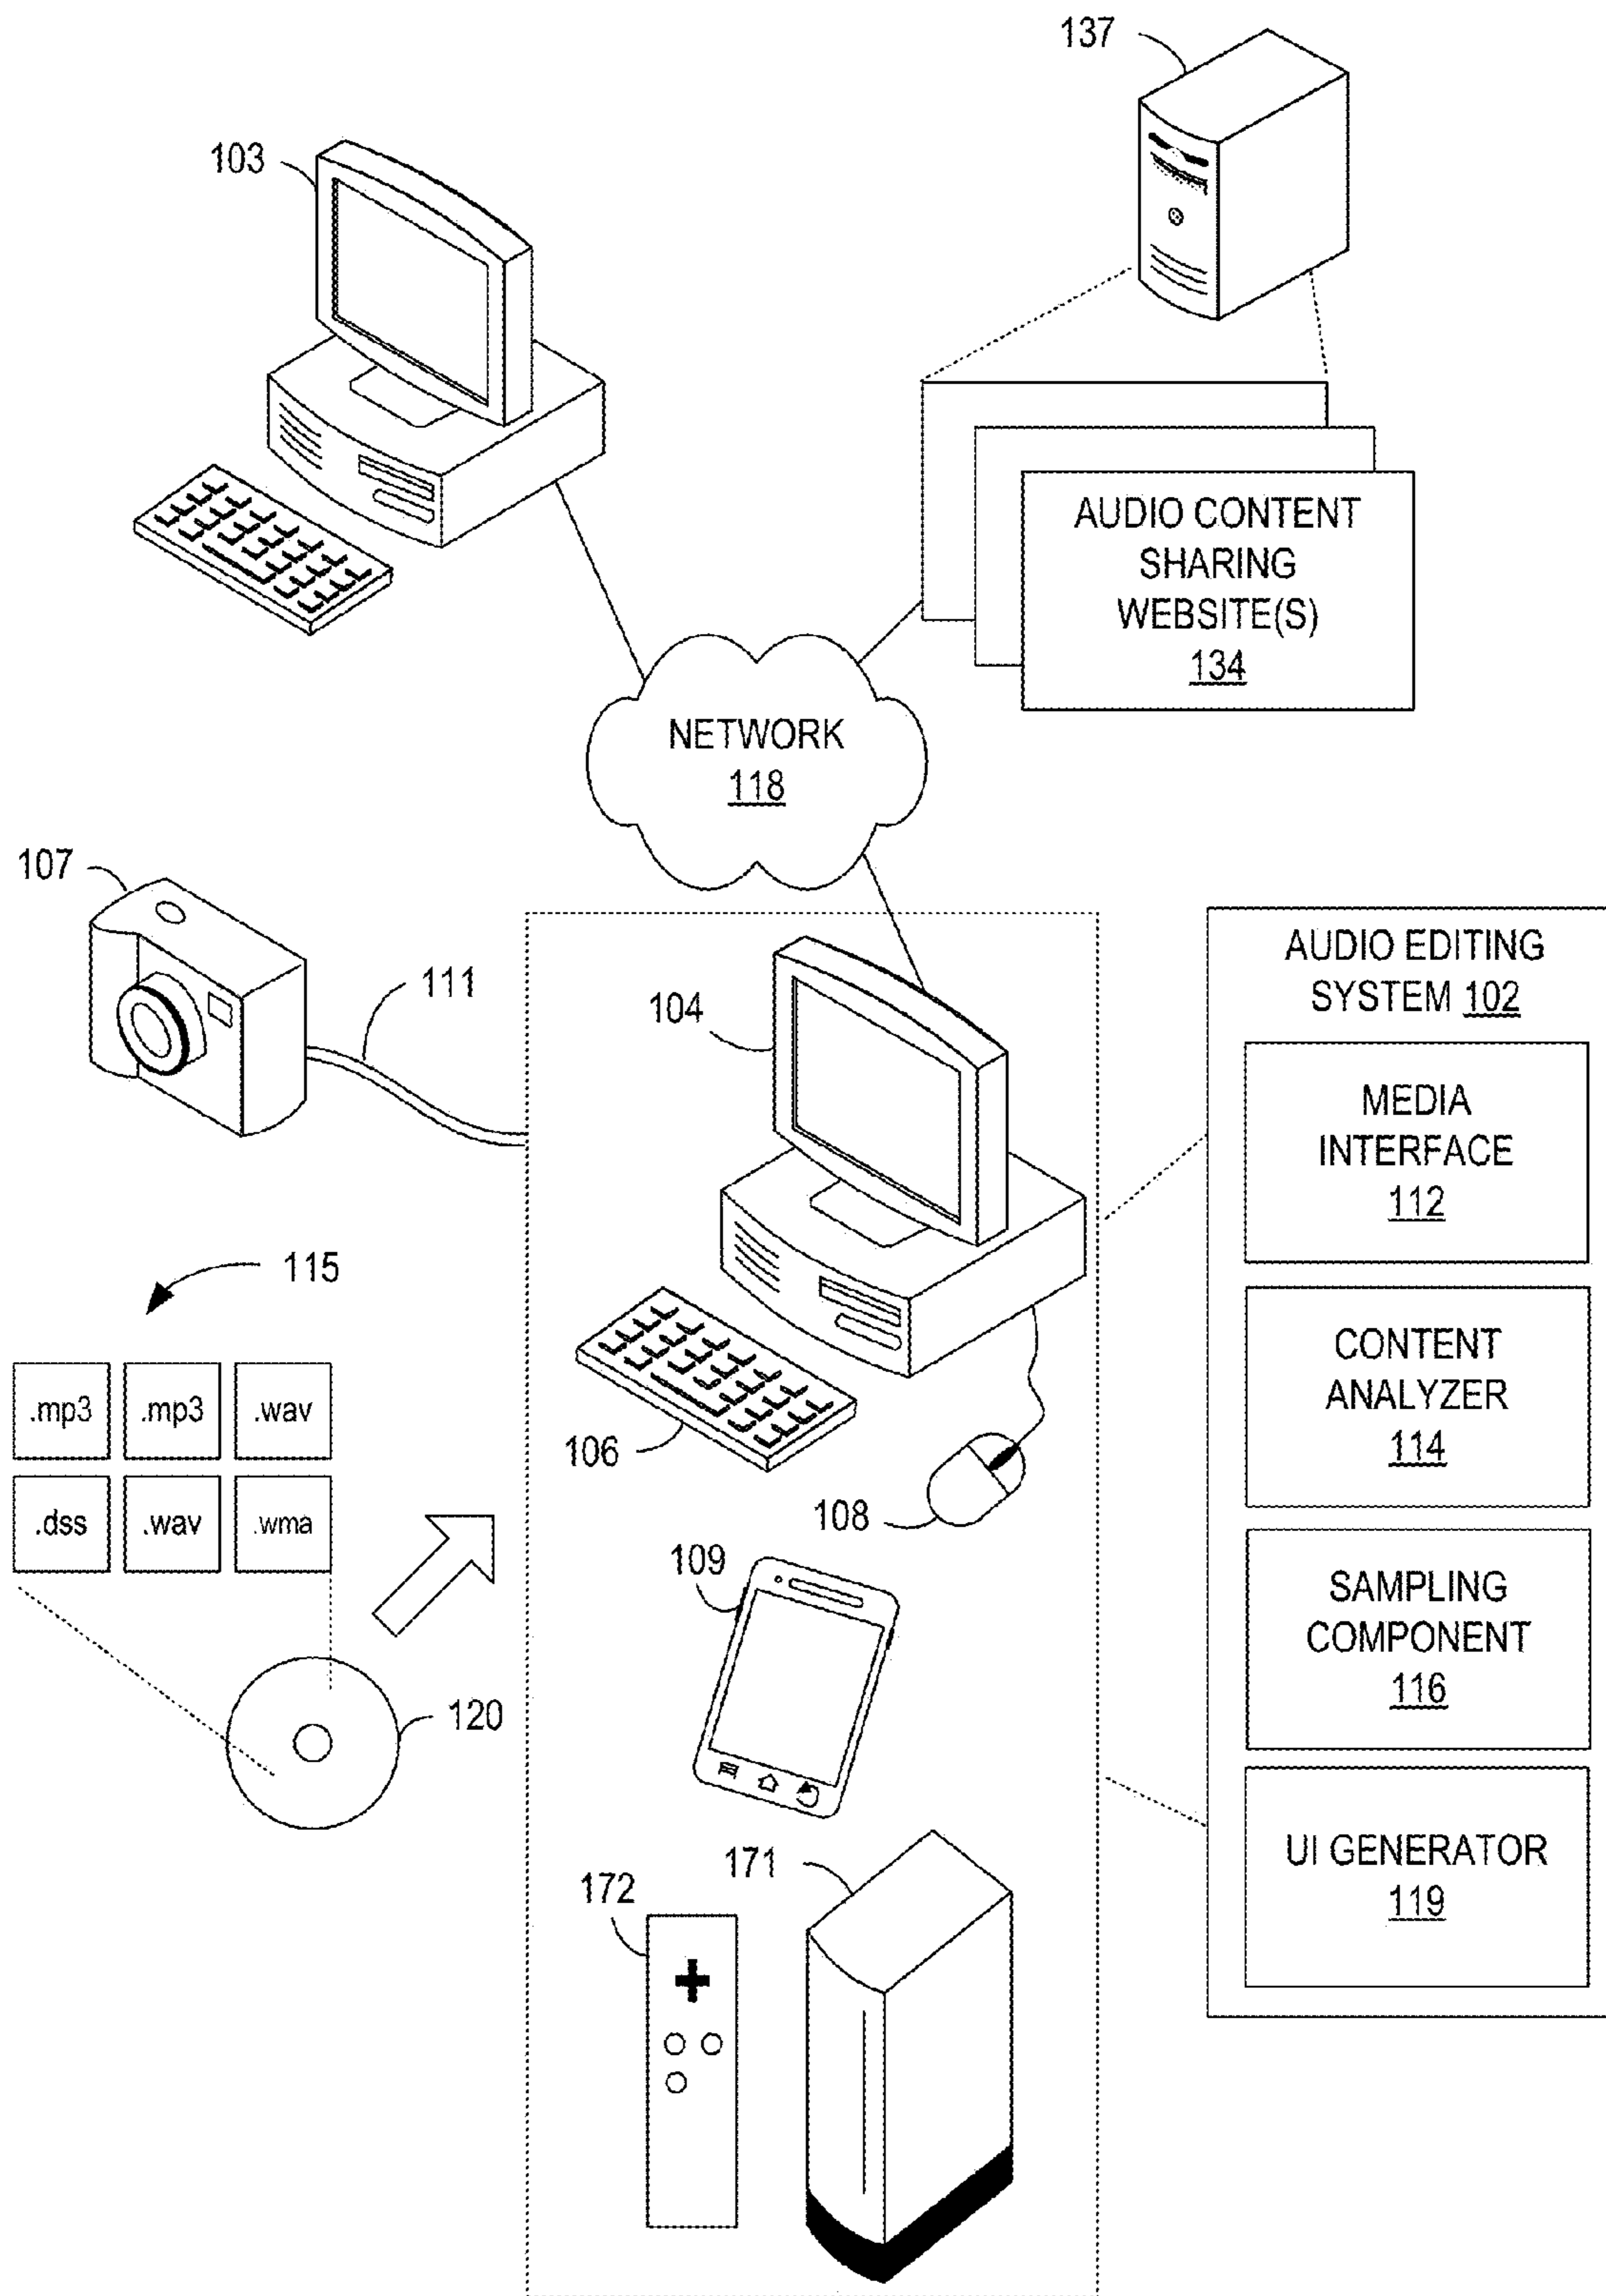 137
103
AUDIO CONTENT
SHARING
WEBSITE(S)
134
NETWORK
118
107
111
104
AUDIO EDITING
SYSTEM 102
MEDIA
INTERFACE
112
115
CONTENT
ANALYZER
114
.mp3
.mp3
.wav
.dss
.wav
.wma
106
108
109
SAMPLING
COMPONENT
116
120
171
172
UI GENERATOR
119